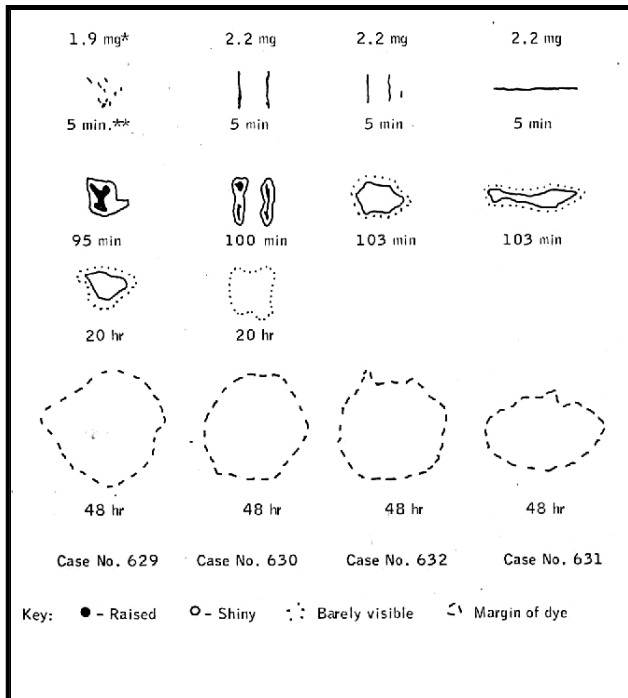 1.9 mg* 2.2 mg 2.2 mg 2.2 mg
5 min.** 5 min 5 min 5 min
95 min 100 min 103 min 103 min
20 hr 20 hr
48 hr 48 hr 48 hr 48 hr
Case No. 629 Case No. 630 Case No. 632 Case No. 631
Key: - Raised - Shiny Barely visible Margin of dye